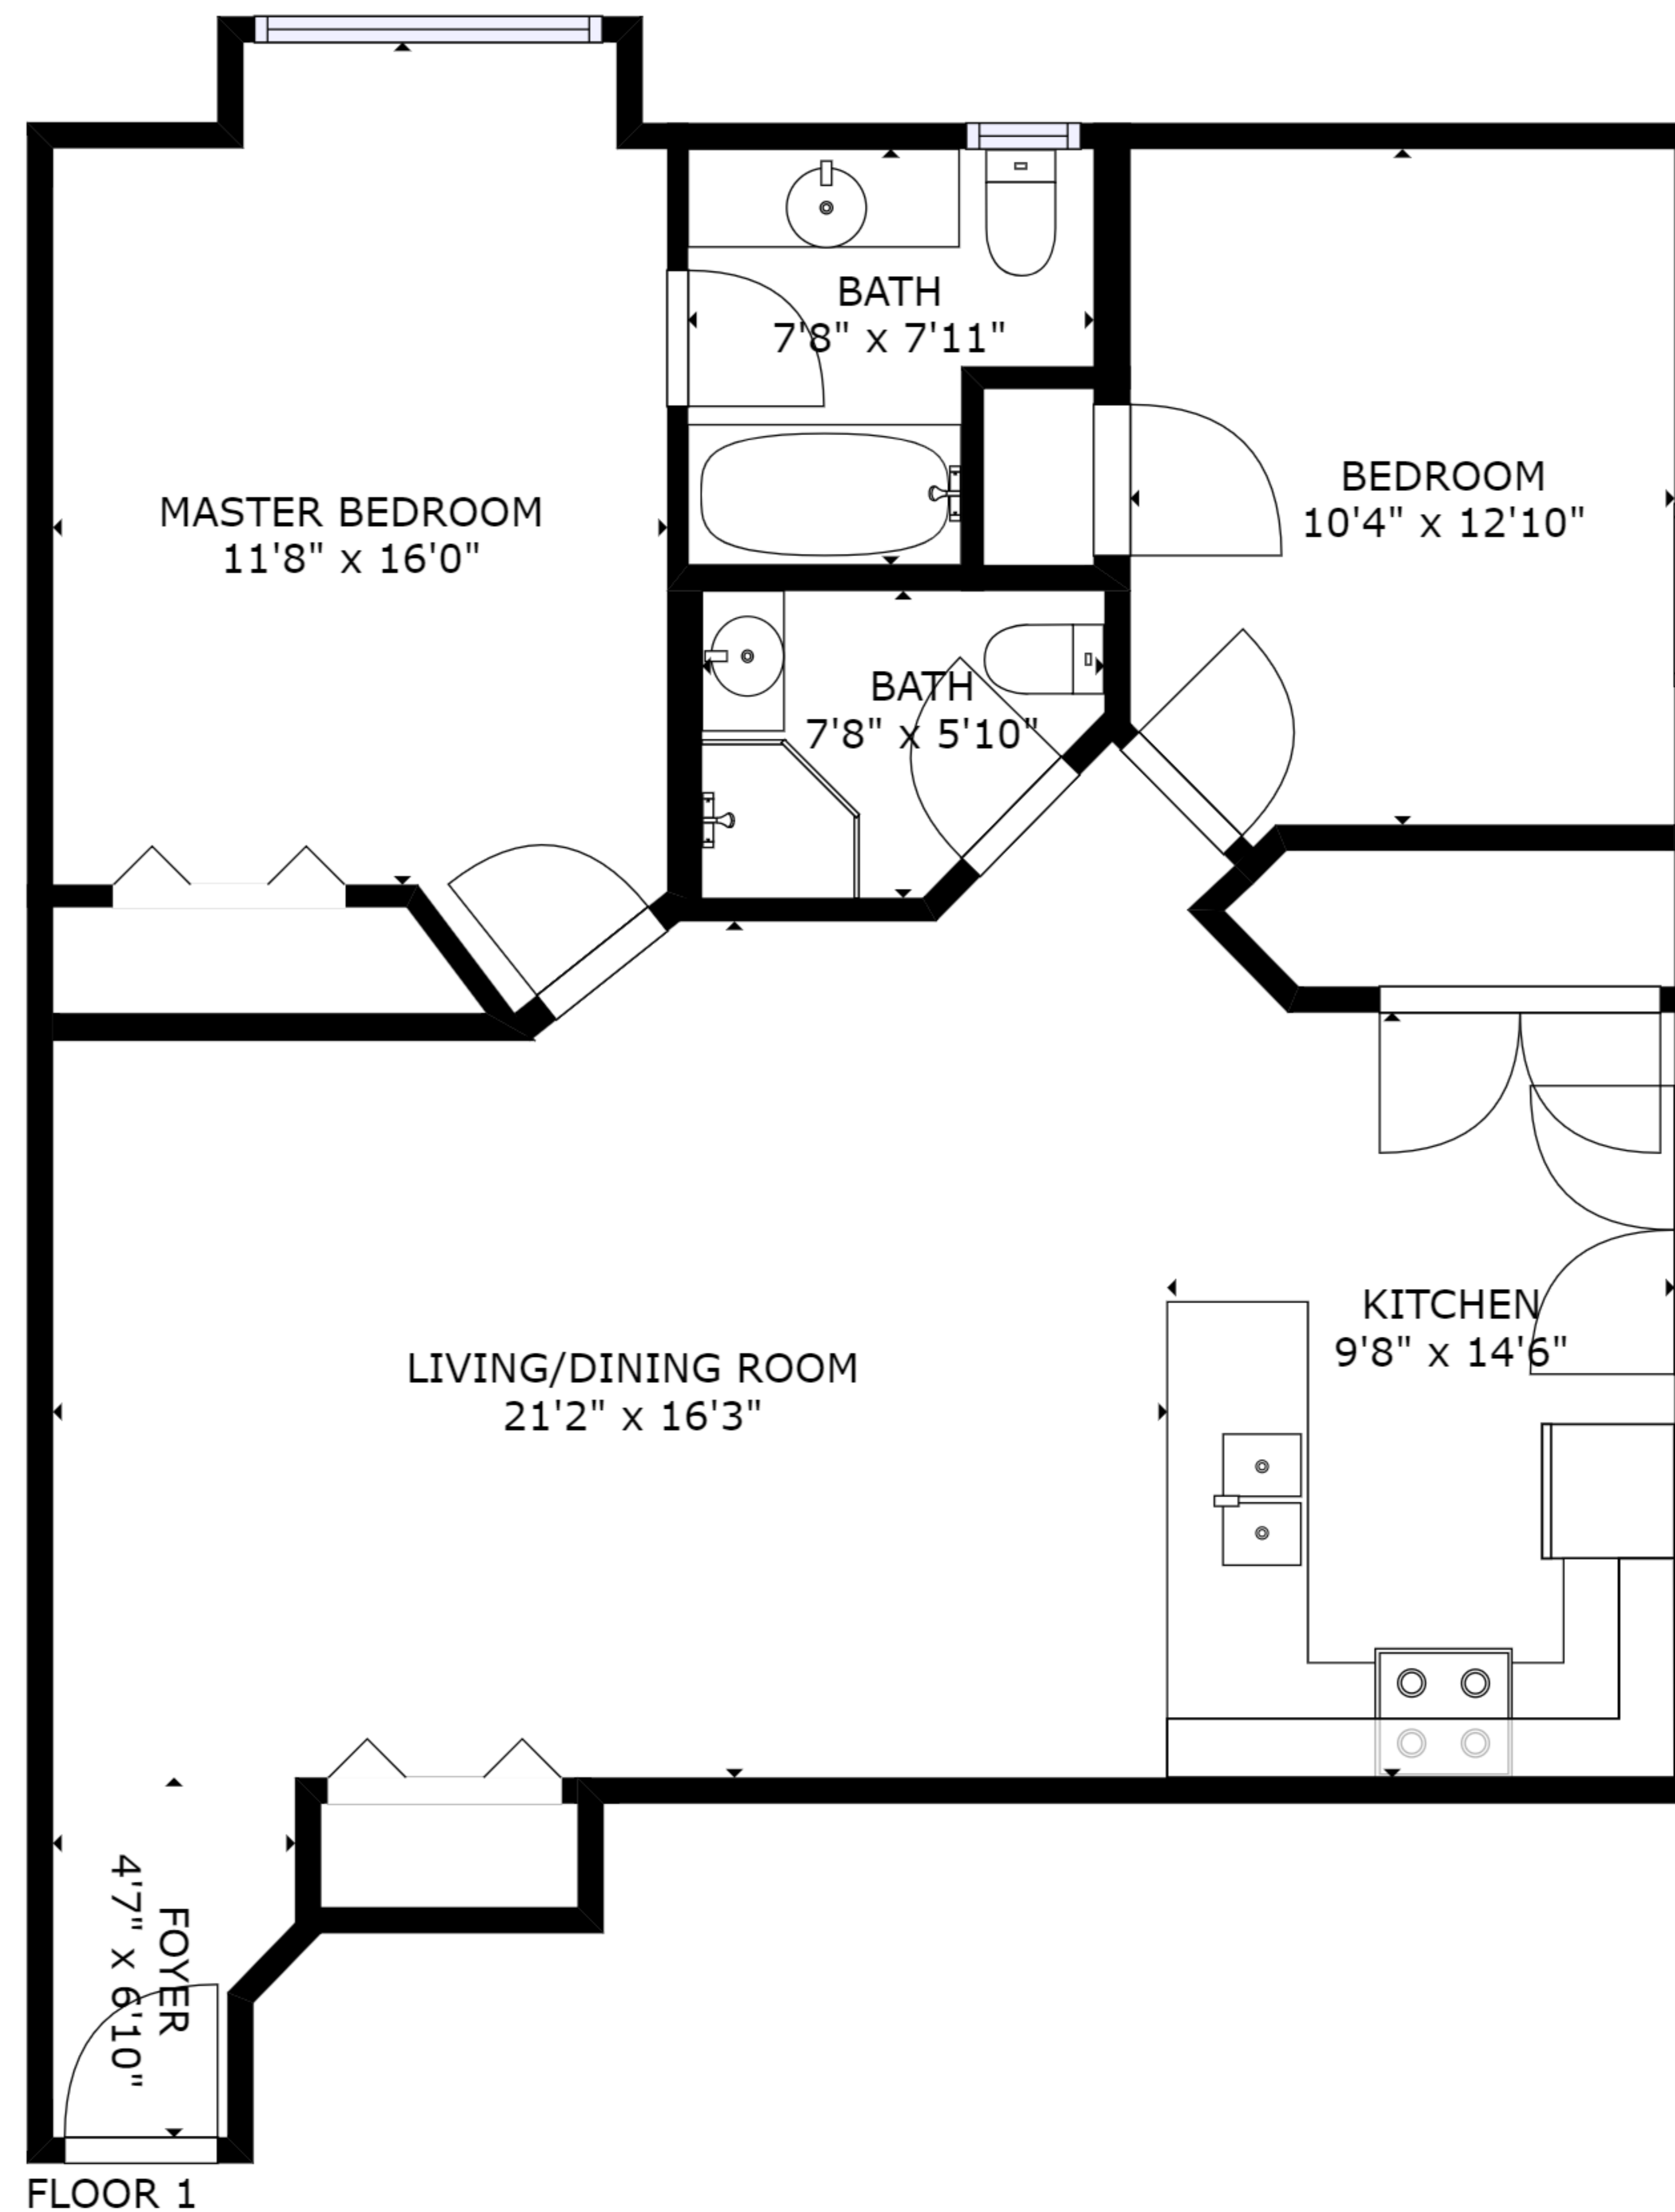 BATH
7'8" x 7'11"
BEDROOM
10'4" x 12'10"
MASTER BEDROOM
11'8" x 16'0"
BATH
7'8" x 5'10"
KITCHEN
9'8" x 14'6"
LIVING/DINING ROOM
21'2" x 16'3"
FOYER
4'7" x 6'10"
FLOOR 1